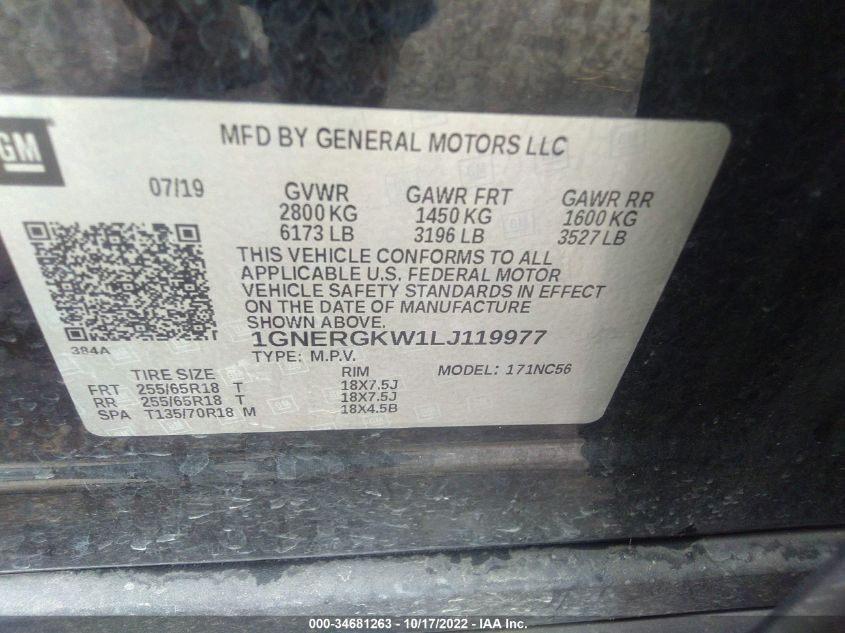 GM
MFD BY GENERAL MOTORS LLC
07/19 GVWR GAWR FRT GAWR RR
2800 KG 1450 KG 1600 KG
6173 LB 3196 LB 3527 LB
THIS VEHICLE CONFORMS TO ALL
APPLICABLE U.S. FEDERAL MOTOR
VEHICLE SAFETY STANDARDS IN EFFECT
ON THE DATE OF MANUFACTURE
SHOWN ABOVE.
384A
1GNERGKW1LJ119977
TYPE: M.P.V. MODEL: 171NC56
TIRE SIZE RIM
FRT 255/65R18 T 18X7.5J
RR 255/65R18 T 18X7.5J
SPA T135/70R18 M 18X4.5B
000-34681263 - 10/17/2022 - IAA Inc.